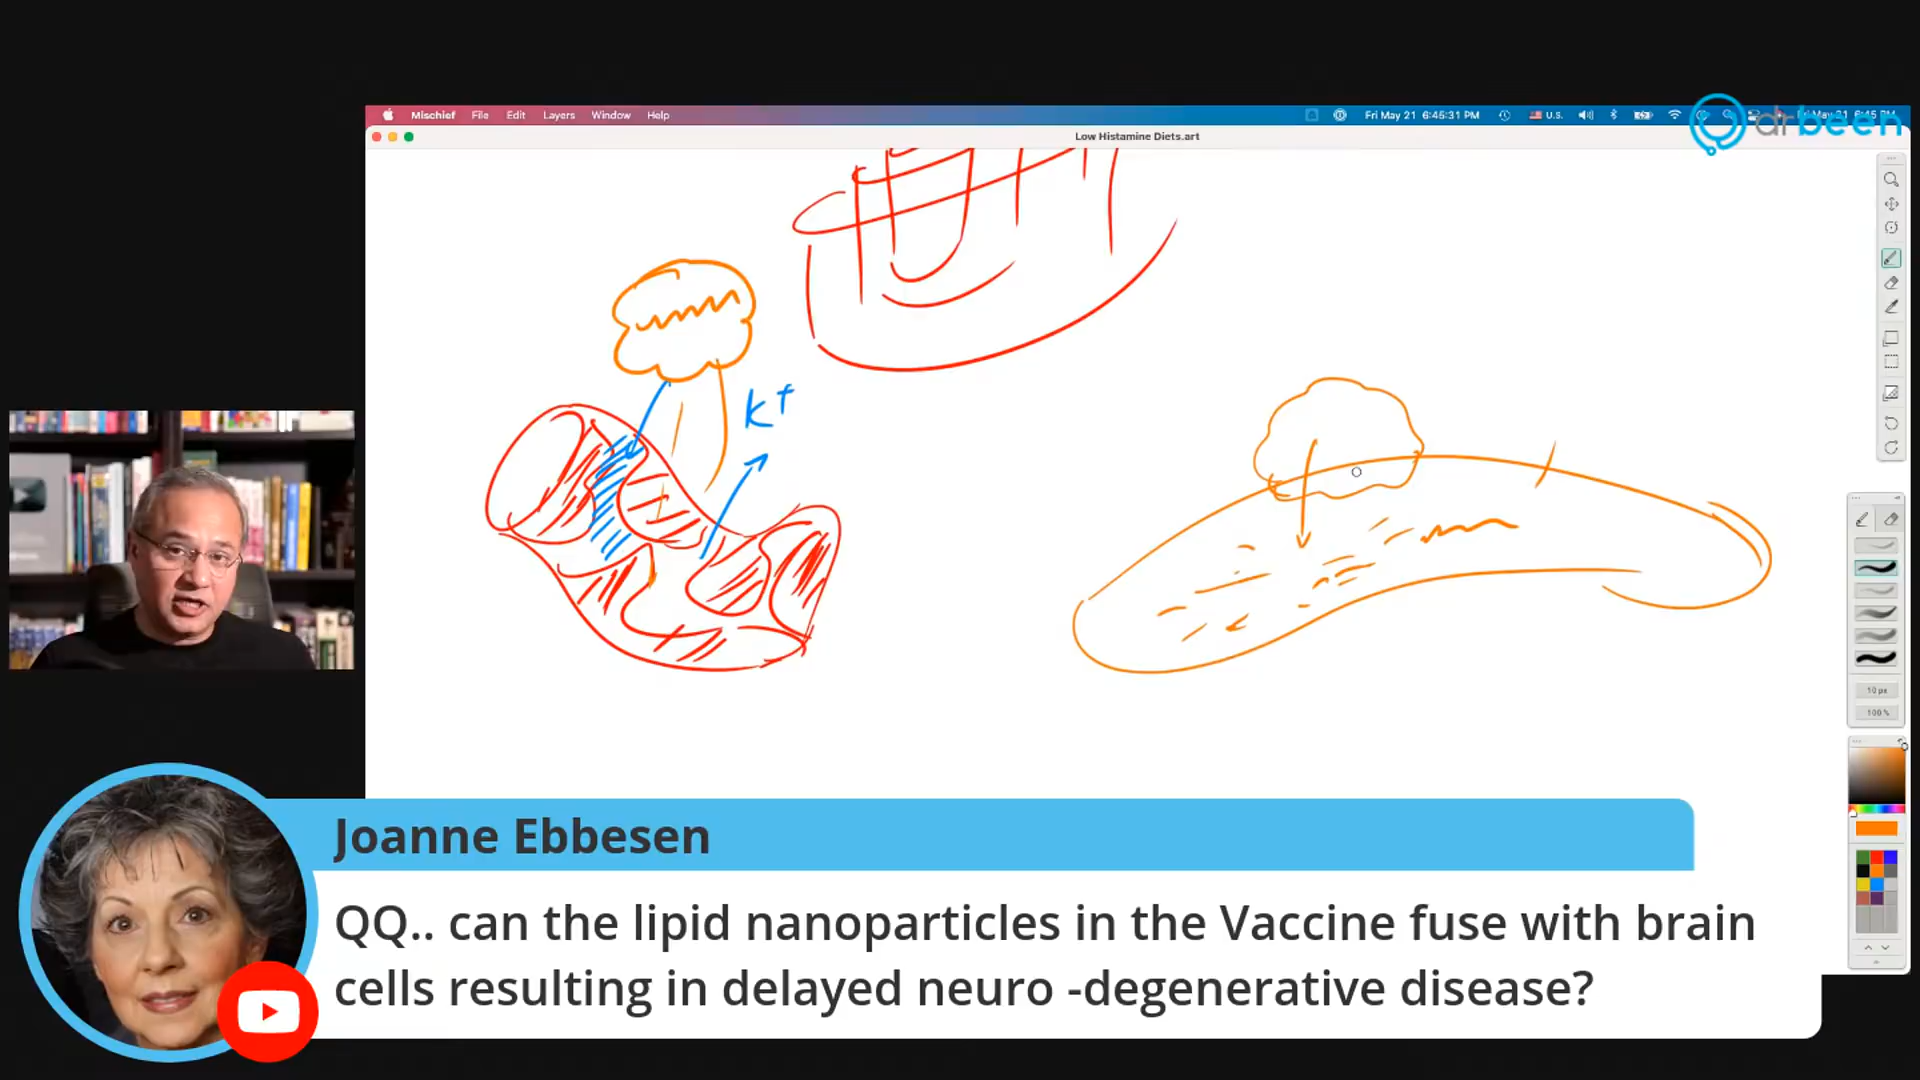 Mischief File Edit Layers Window Help
Fri May 21 6:45:31 PM
U.S.
drbeen
Low Histamine Diets.art
K+
10 px
100%
Joanne Ebbesen
QQ.. can the lipid nanoparticles in the Vaccine fuse with brain
cells resulting in delayed neuro -degenerative disease?